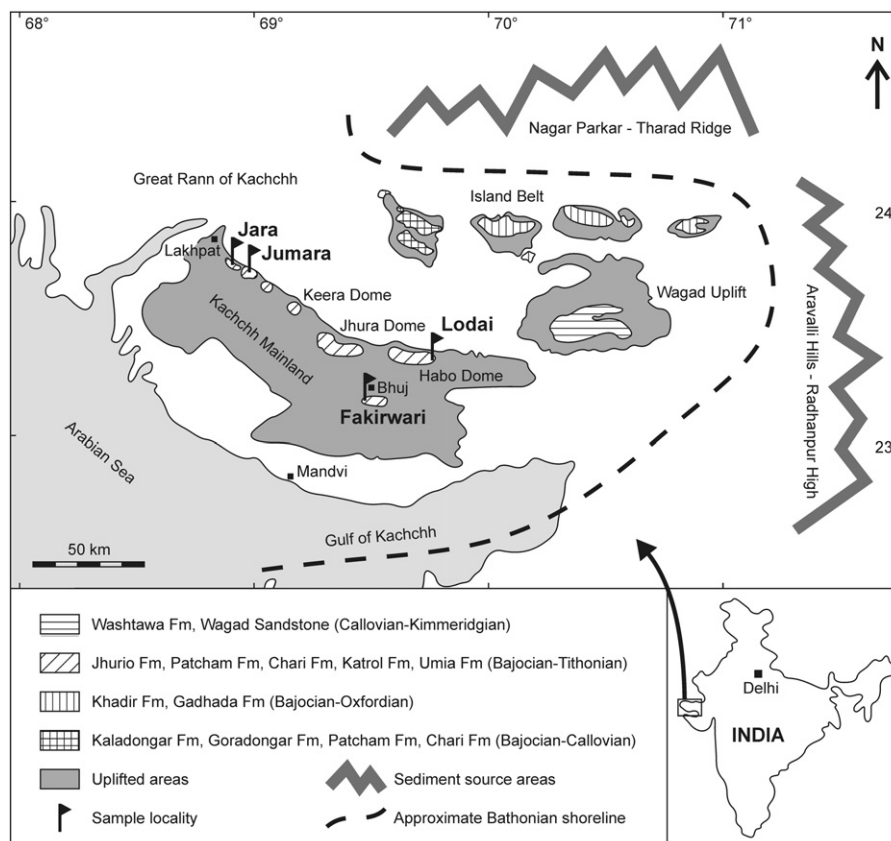 68°
69°
70°
71°
N
Nagar Parkar - Tharad Ridge
Great Rann of Kachchh
Island Belt
24
Jara
Lakhpat
Jumara
Keera Dome
Wagad Uplift
Kachchh Mainland
Jhura Dome
Lodai
Habo Dome
Bhuj
Fakirwari
Aravalli Hills - Radhanpur High
23
Arabian Sea
Mandvi
Gulf of Kachchh
50 km
Washtawa Fm, Wagad Sandstone (Callovian-Kimmeridgian)
Jhurio Fm, Patcham Fm, Chari Fm, Katrol Fm, Umia Fm (Bajocian-Tithonian)
Khadir Fm, Gadhada Fm (Bajocian-Oxfordian)
Kaladongar Fm, Goradongar Fm, Patcham Fm, Chari Fm (Bajocian-Callovian)
Uplifted areas
Sediment source areas
Sample locality
Approximate Bathonian shoreline
Delhi
INDIA